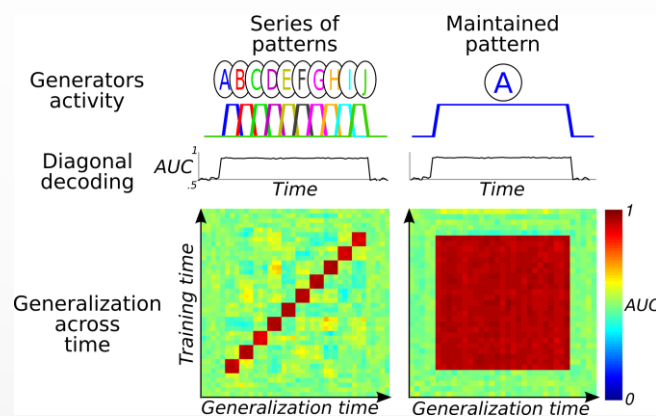 Series of
patterns
Maintained
pattern
Generators
activity
A B C D E F G H I J
A
Diagonal
decoding
1
AUC
.5
Time
Time
Generalization
across
time
Training time
Generalization time
Generalization time
1
AUC
0